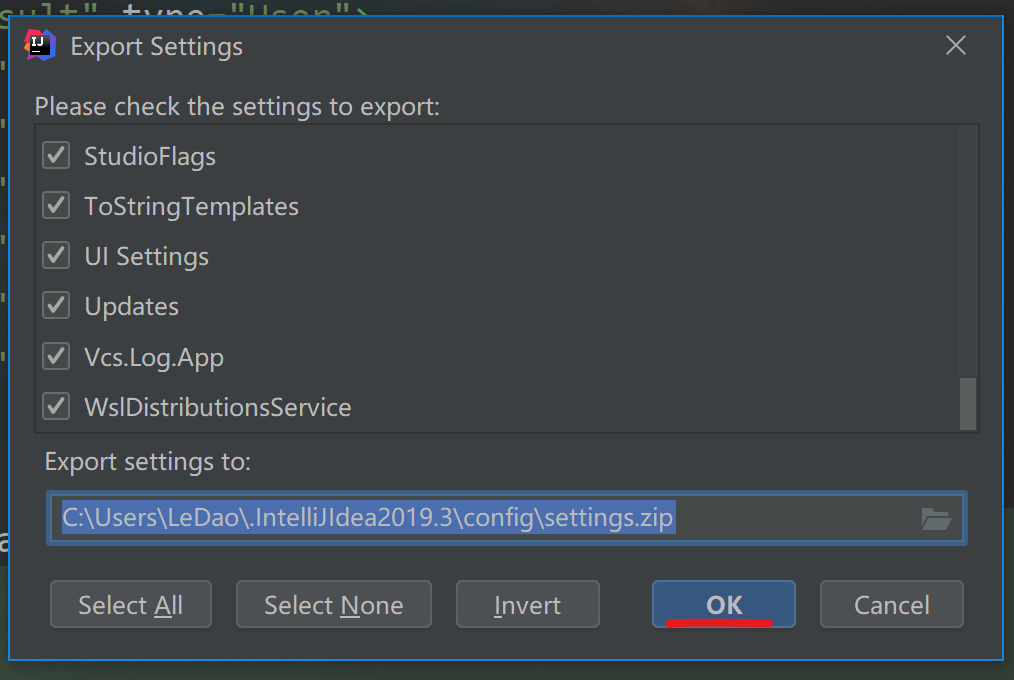 sult" type="User">
IJ
Export Settings
Please check the settings to export:
StudioFlags
ToStringTemplates
UI Settings
Updates
Vcs.Log.App
WslDistributionsService
Export settings to:
C:\Users\LeDao\.IntelliJIdea2019.3\config\settings.zip
Select All
Select None
Invert
OK
Cancel